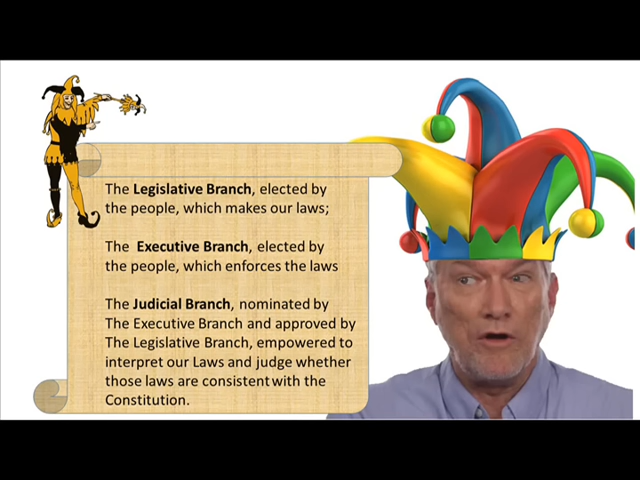 The Legislative Branch, elected by
the people, which makes our laws;
The Executive Branch, elected by
the people, which enforces the laws
The Judicial Branch, nominated by
The Executive Branch and approved by
The Legislative Branch, empowered to
interpret our Laws and judge whether
those laws are consistent with the
Constitution.